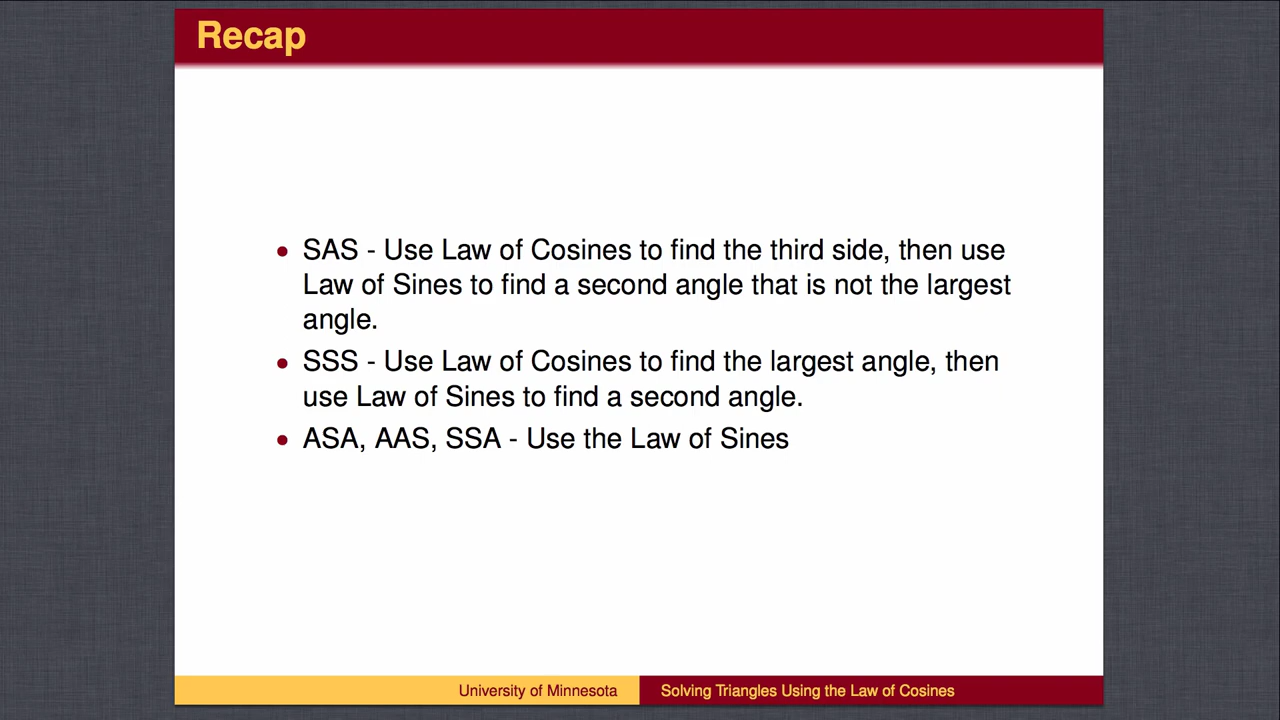 Recap
• SAS - Use Law of Cosines to find the third side, then use
Law of Sines to find a second angle that is not the largest
angle.
• SSS - Use Law of Cosines to find the largest angle, then
use Law of Sines to find a second angle.
• ASA, AAS, SSA - Use the Law of Sines
University of Minnesota
Solving Triangles Using the Law of Cosines